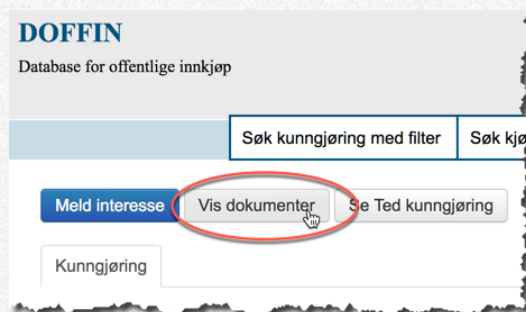 DOFFIN
Database for offentlige innkjøp
Søk kunngjøring med filter
Meld interesse Vis dokumenter Se Ted kunngjøring
Kunngjøring